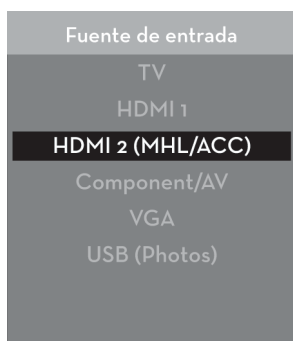 Fuente de entrada
TV
HDMI 1
HDMI 2 (MHL/ACC)
Component/AV
VGA
USB (Photos)